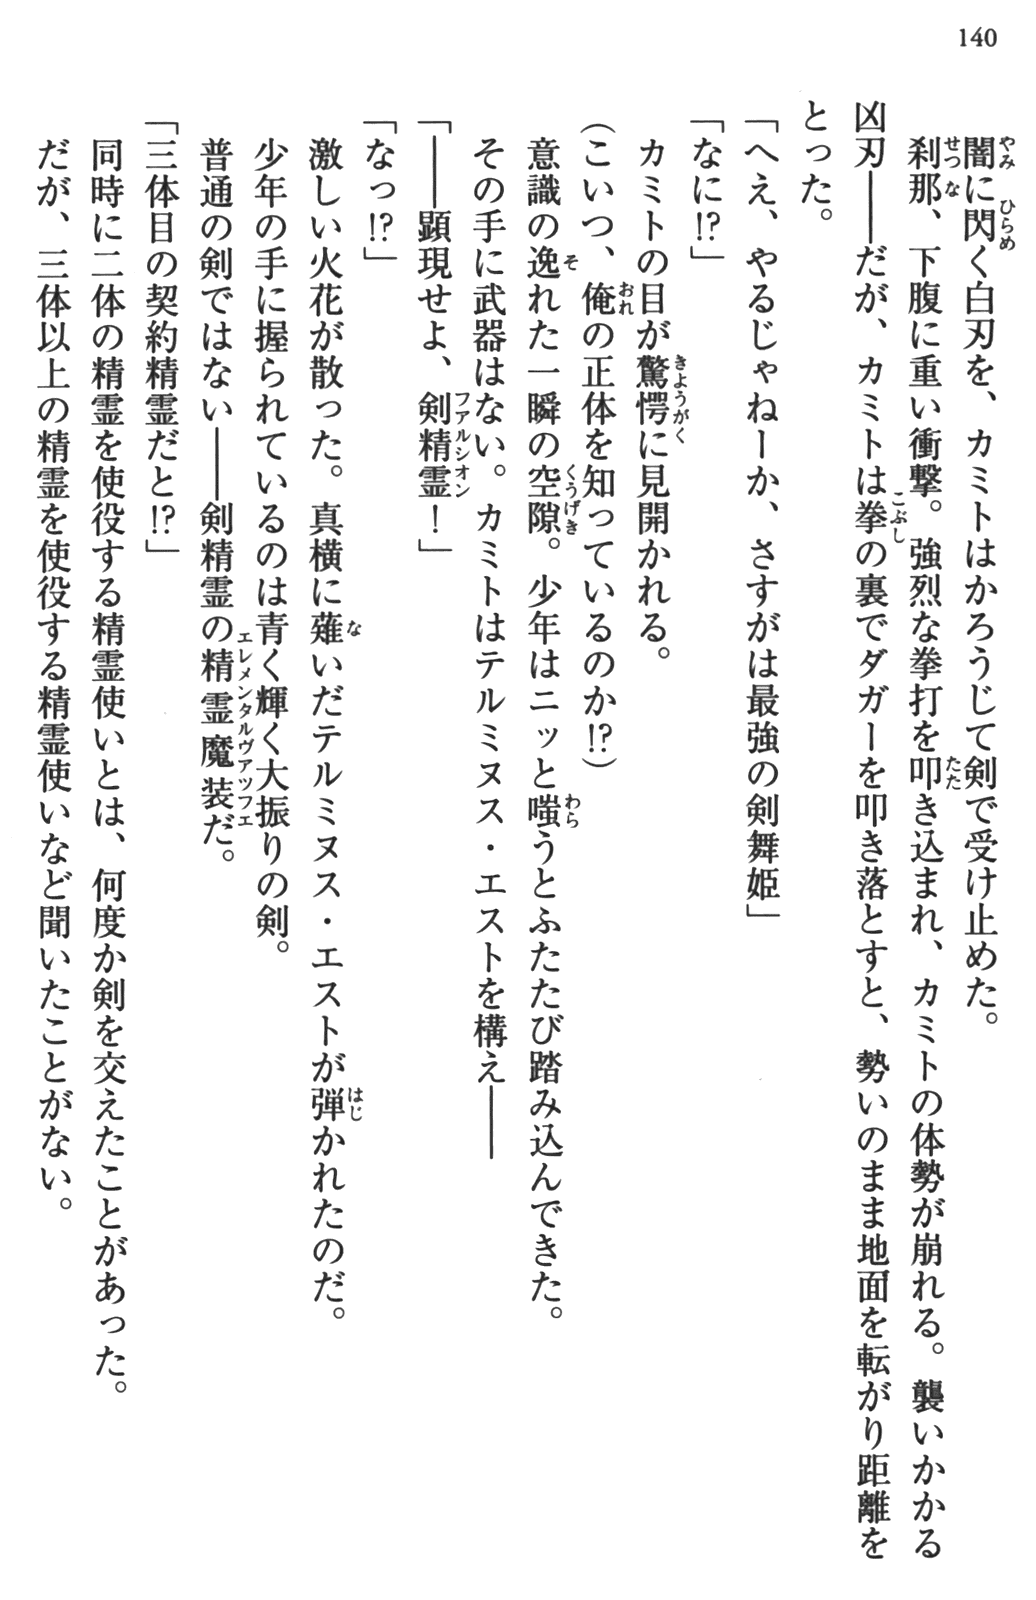 140
闇に閃く白刃を、カミトはかろうじて剣で受け止めた。
刹那、下腹に重い衝撃。強烈な拳打を叩き込まれ、カミトの体勢が崩れる。襲いかかる
凶刃――だが、カミトは拳の裏でダガーを叩き落とすと、勢いのまま地面を転がり距離を
とった。
「へえ、やるじゃねーか、さすがは最強の剣舞姫」
「なに!?」
カミトの目が驚愕に見開かれる。
(こいつ、俺の正体を知っているのか!?)
意識の逸れた一瞬の空隙。少年はニッと嗤うとふたたび踏み込んできた。
その手に武器はない。カミトはテルミヌス・エストを構え――
「――顕現せよ、剣精霊!」
「なっ!?」
激しい火花が散った。真横に薙いだテルミヌス・エストが弾かれたのだ。
少年の手に握られているのは青く輝く大振りの剣。
普通の剣ではない――剣精霊の精霊魔装だ。
「三体目の契約精霊だと!?」
同時に二体の精霊を使役する精霊使いとは、何度か剣を交えたことがあった。
だが、三体以上の精霊を使役する精霊使いなど聞いたことがない。